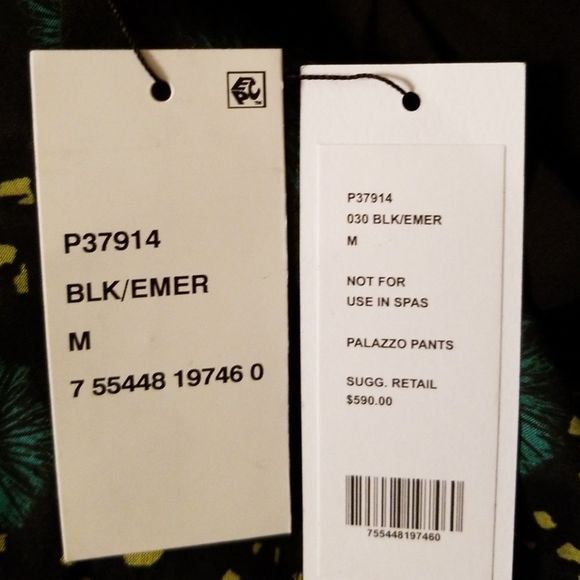 P37914
BLK/EMER
M
7 55448 19746 0
P37914
030 BLK/EMER
M
NOT FOR
USE IN SPAS
PALAZZO PANTS
SUGG. RETAIL
$590.00
755448197460